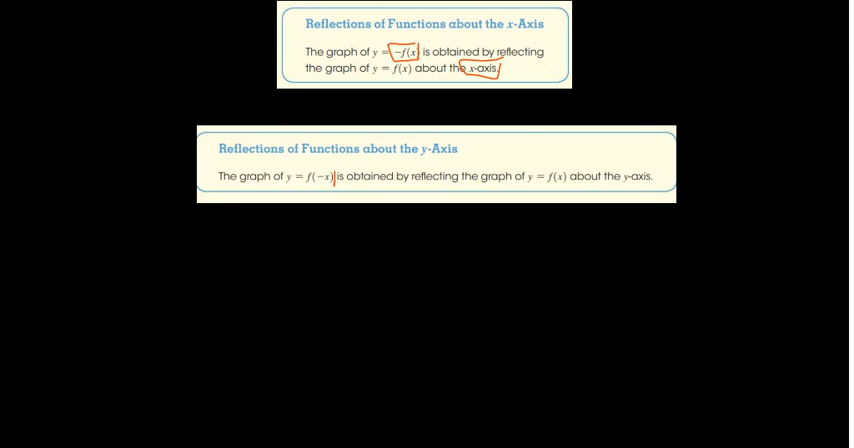 Reflections of Functions about the x-Axis
The graph of y = −f(x) is obtained by reflecting
the graph of y = f(x) about the x-axis.
Reflections of Functions about the y-Axis
The graph of y = f(−x) is obtained by reflecting the graph of y = f(x) about the y-axis.